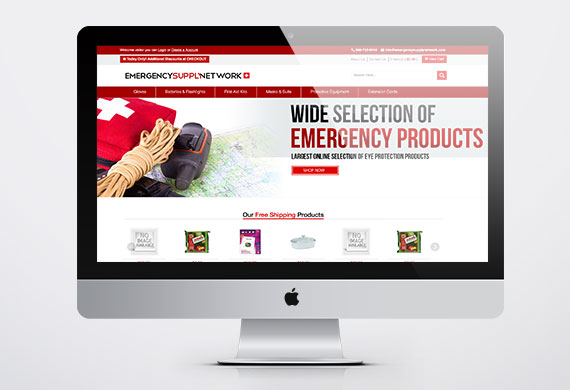 Welcome visitor you can Login or Create a Account
Today Only! Additional Discounts at CHECKOUT
View Cart
EMERGENCYSUPPLYNETWORK
Search Here...
Gloves Batteries & Flashlights First Aid Kits Masks & Suits Protective Equipment Extension Cords
WIDE SELECTION OF
EMERGENCY PRODUCTS
LARGEST ONLINE SELECTION OF EYE PROTECTION PRODUCTS
SHOP NOW
Our Free Shipping Products
NO IMAGE AVAILABLE NO IMAGE AVAILABLE